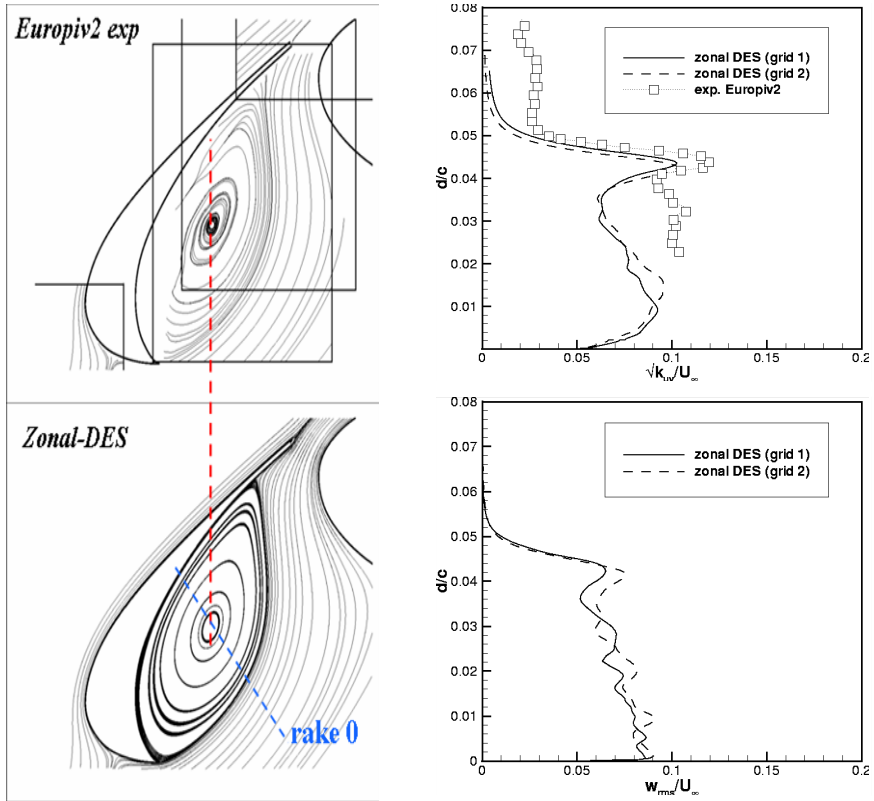 Europiv2 exp
Zonal-DES
rake 0
0.08
0.07
0.06
0.05
0.04
0.03
0.02
0.01
0
0.05
0.1
0.15
0.2
d/c
√k_uv/U_∞
zonal DES (grid 1)
zonal DES (grid 2)
exp. Europiv2
0.08
0.07
0.06
0.05
0.04
0.03
0.02
0.01
0
0
0.05
0.1
0.15
0.2
d/c
w_rms/U_∞
zonal DES (grid 1)
zonal DES (grid 2)